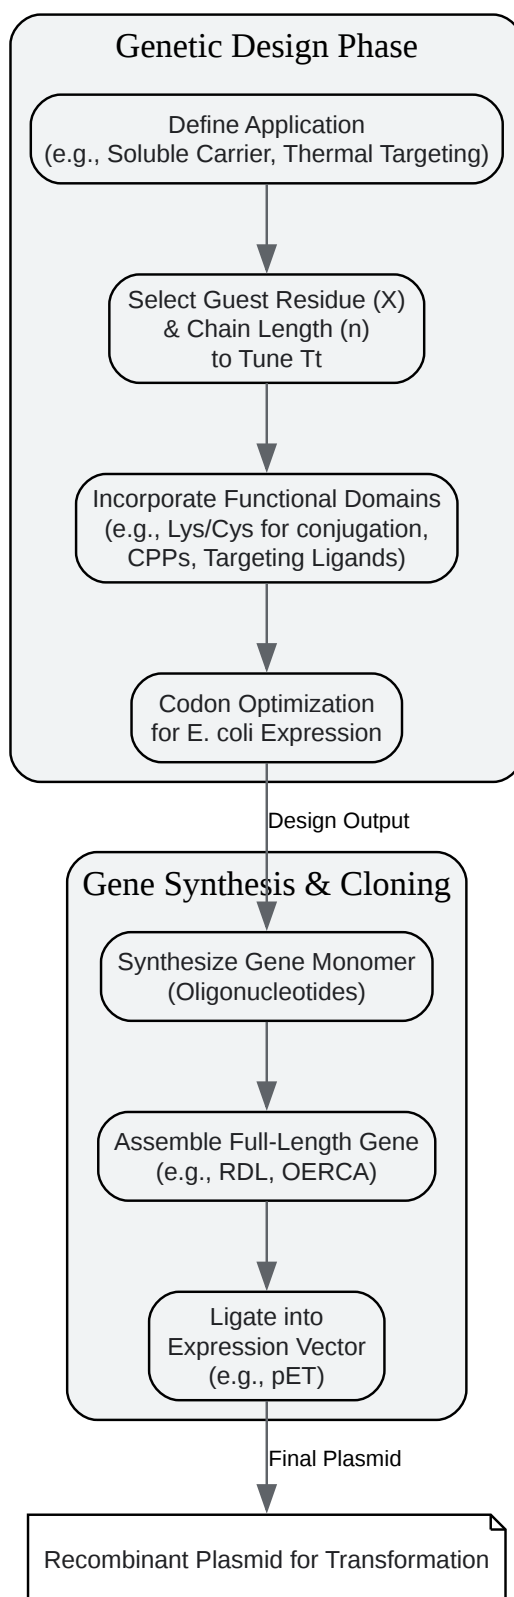 Genetic Design Phase
Define Application
(e.g., Soluble Carrier, Thermal Targeting)
Select Guest Residue (X)
& Chain Length (n)
to Tune Tt
Incorporate Functional Domains
(e.g., Lys/Cys for conjugation,
CPPs, Targeting Ligands)
Codon Optimization
for E. coli Expression
Design Output
Gene Synthesis & Cloning
Synthesize Gene Monomer
(Oligonucleotides)
Assemble Full-Length Gene
(e.g., RDL, OERCA)
Ligate into
Expression Vector
(e.g., pET)
Final Plasmid
Recombinant Plasmid for Transformation